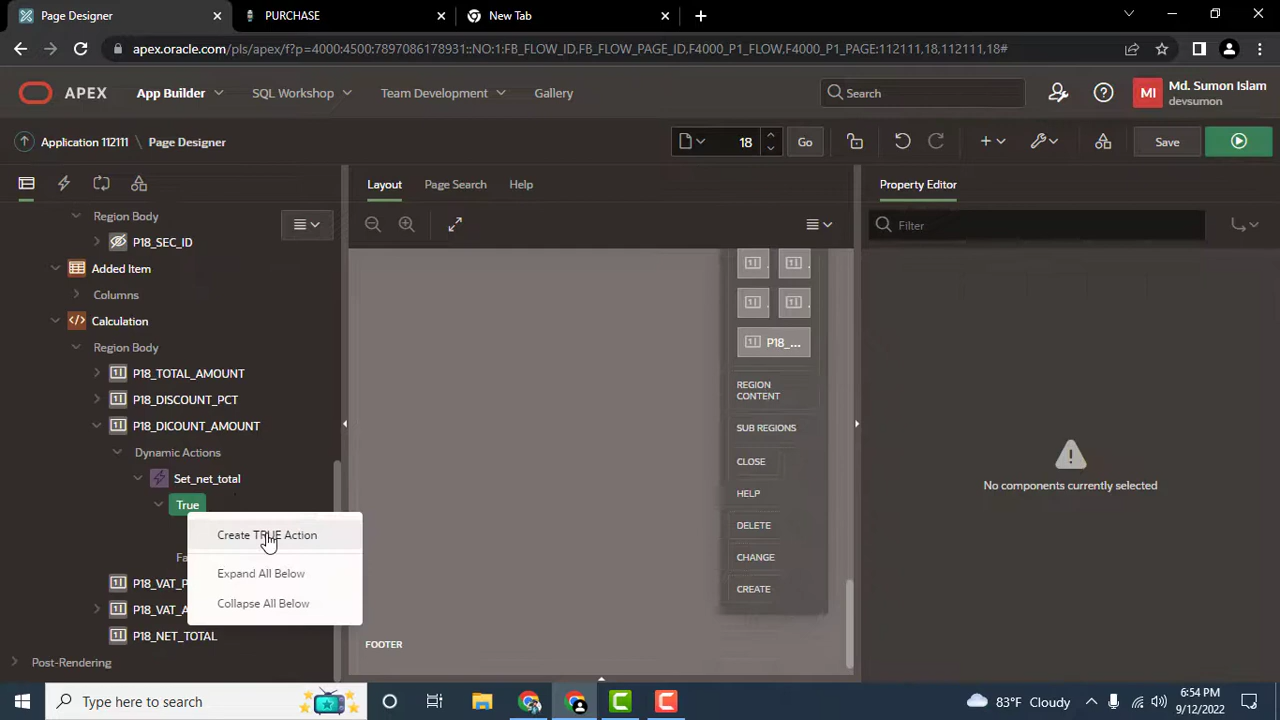 Page Designer
PURCHASE
New Tab
apex.oracle.com/pls/apex/f?p=4000:4500:7897086178931::NO:1:FB_FLOW_ID,FB_FLOW_PAGE_ID,F4000_P1_FLOW,F4000_P1_PAGE:112111,18,112111,18#
APEX
App Builder
SQL Workshop
Team Development
Gallery
Search
MI
Md. Sumon Islam
devsumon
Application 112111
Page Designer
18
Go
Save
Layout
Page Search
Help
Property Editor
Filter
Region Body
P18_SEC_ID
Added Item
Columns
Calculation
Region Body
P18_TOTAL_AMOUNT
P18_DISCOUNT_PCT
P18_DICOUNT_AMOUNT
Dynamic Actions
Set_net_total
True
Create TRUE Action
Expand All Below
Collapse All Below
Fa
P18_VAT_P
P18_VAT_A
P18_NET_TOTAL
Post-Rendering
P18_...
REGION
CONTENT
SUB REGIONS
CLOSE
HELP
DELETE
CHANGE
CREATE
FOOTER
No components currently selected
Type here to search
83°F Cloudy
6:54 PM
9/12/2022